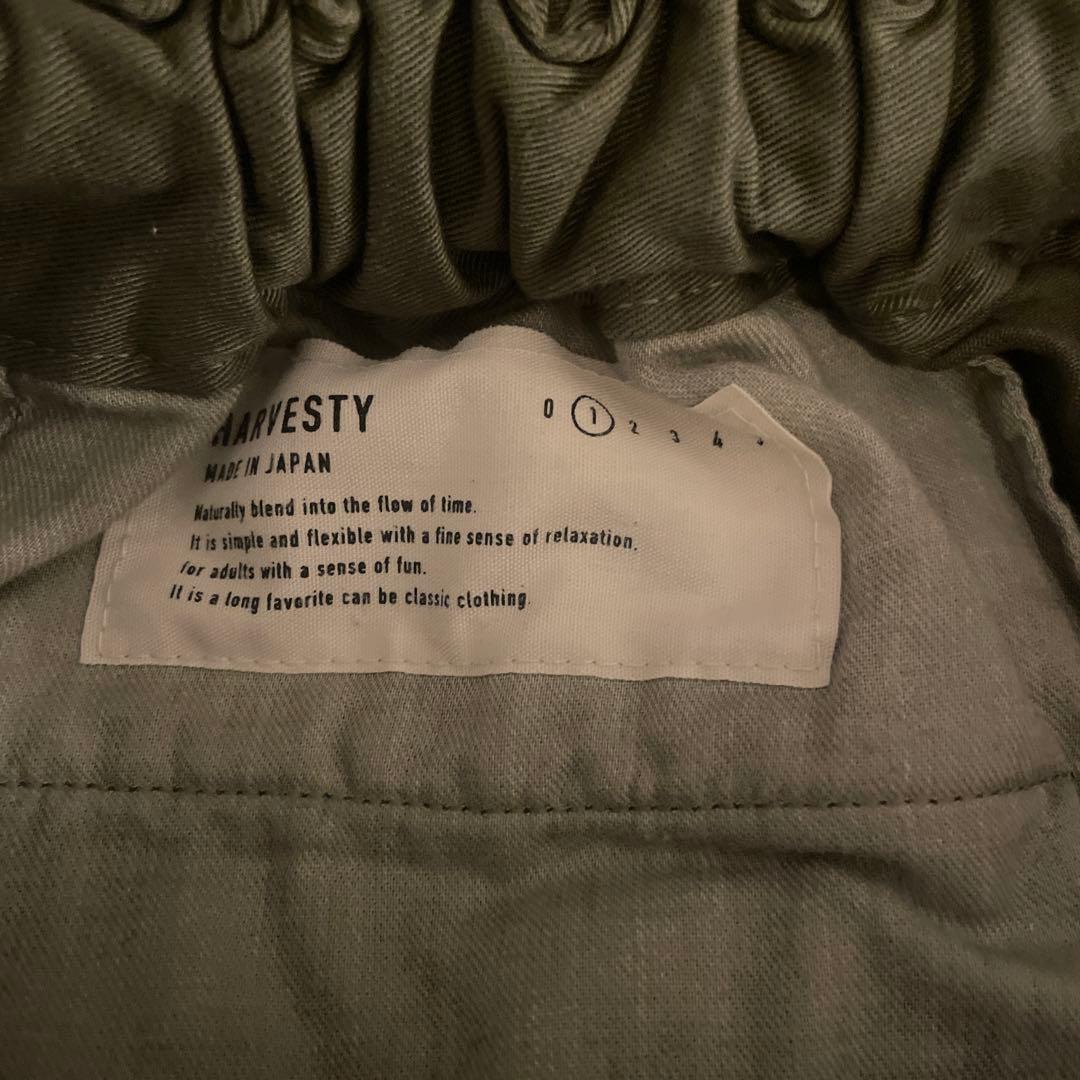 HARVESTY
0 1 2 3 4
MADE IN JAPAN
Naturally blend into the flow of time.
It is simple and flexible with a fine sense of relaxation,
for adults with a sense of fun.
It is a long favorite can be classic clothing.